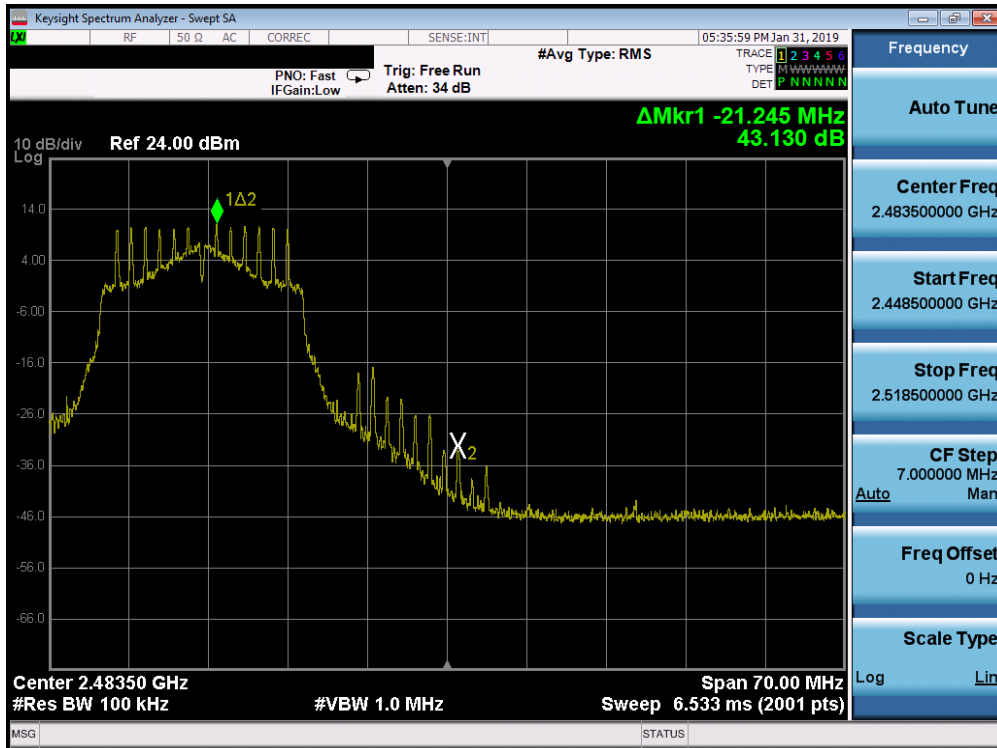 Keysight Spectrum Analyzer - Swept SA
LXI RF 50 Ω AC CORREC SENSE:INT 05:35:59 PM Jan 31, 2019
#Avg Type: RMS TRACE 1 2 3 4 5 6
PNO: Fast Trig: Free Run TYPE M WWWWW
IFGain:Low Atten: 34 dB DET P N N N N N
ΔMkr1 -21.245 MHz
43.130 dB
10 dB/div Ref 24.00 dBm
Log
1Δ2
14.0
4.00
-6.00
-16.0
-26.0
X2
-36.0
-46.0
-56.0
-66.0
Center 2.48350 GHz Span 70.00 MHz
#Res BW 100 kHz #VBW 1.0 MHz Sweep 6.533 ms (2001 pts)
MSG STATUS
Frequency
Auto Tune
Center Freq
2.483500000 GHz
Start Freq
2.448500000 GHz
Stop Freq
2.518500000 GHz
CF Step
7.000000 MHz
Auto Man
Freq Offset
0 Hz
Scale Type
Log Lin